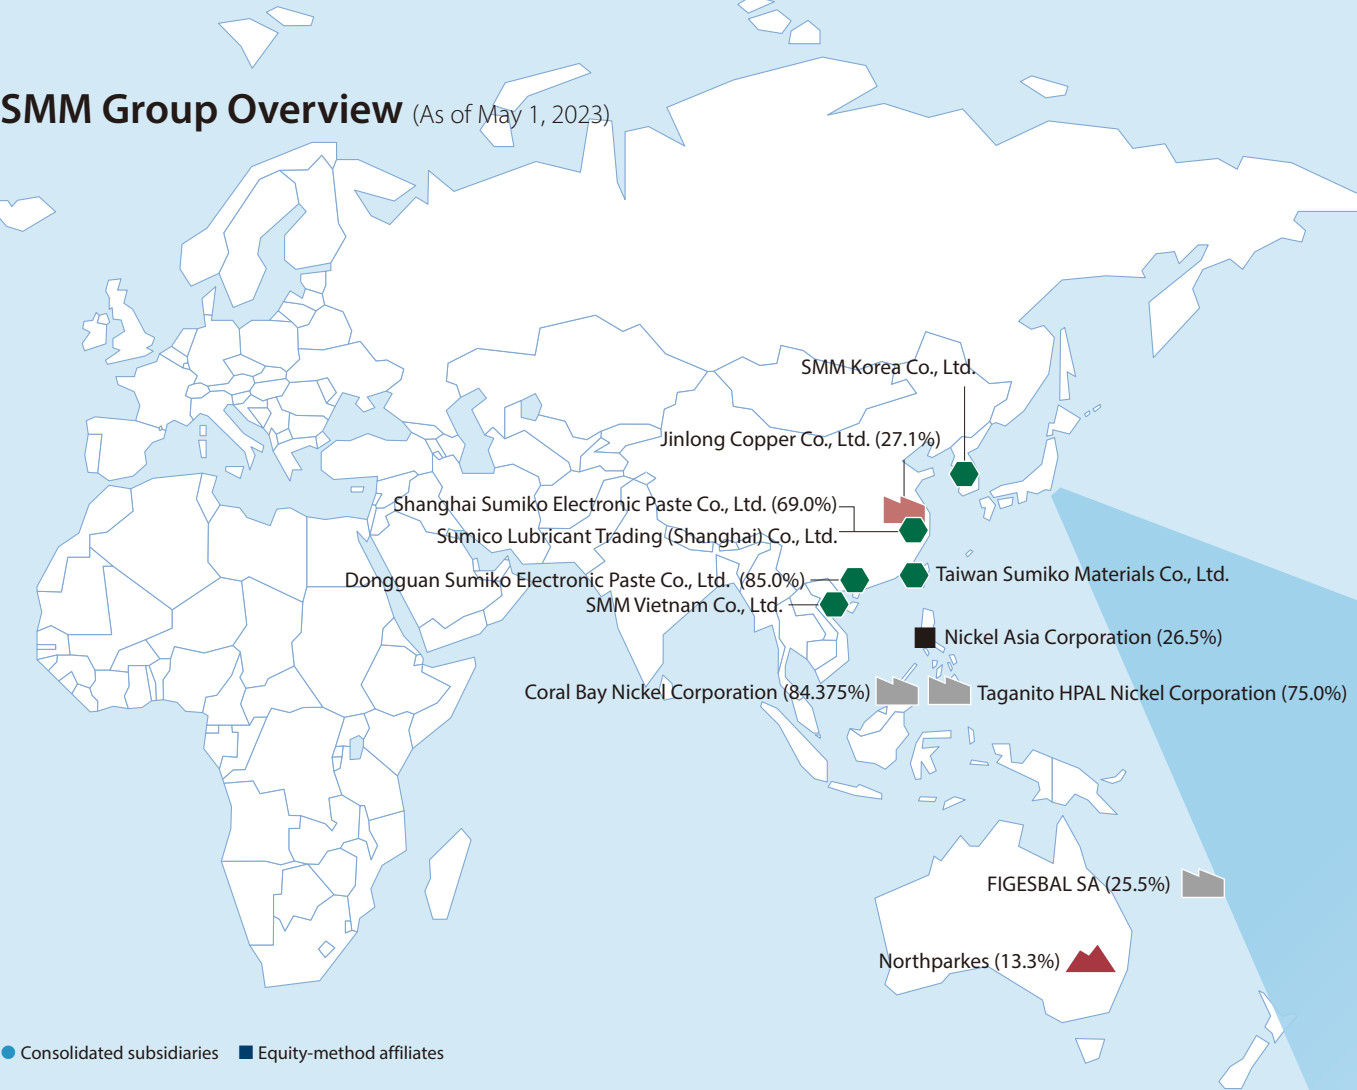 SMM Group Overview (As of May 1, 2023)
SMM Korea Co., Ltd.
Jinlong Copper Co., Ltd. (27.1%)
Shanghai Sumiko Electronic Paste Co., Ltd. (69.0%)
Sumico Lubricant Trading (Shanghai) Co., Ltd.
Dongguan Sumiko Electronic Paste Co., Ltd. (85.0%)
Taiwan Sumiko Materials Co., Ltd.
SMM Vietnam Co., Ltd.
Nickel Asia Corporation (26.5%)
Coral Bay Nickel Corporation (84.375%)
Taganito HPAL Nickel Corporation (75.0%)
FIGESBAL SA (25.5%)
Northparkes (13.3%)
Consolidated subsidiaries
Equity-method affiliates